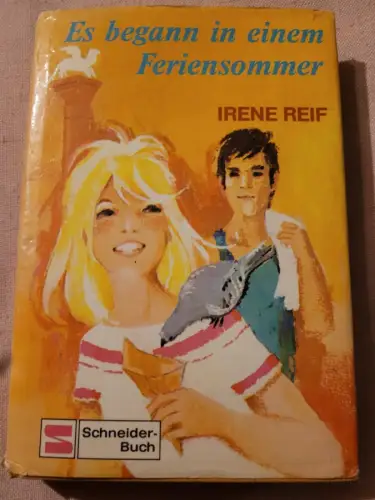 Es begann in einem
Feriensommer
IRENE REIF
Schneider-
Buch